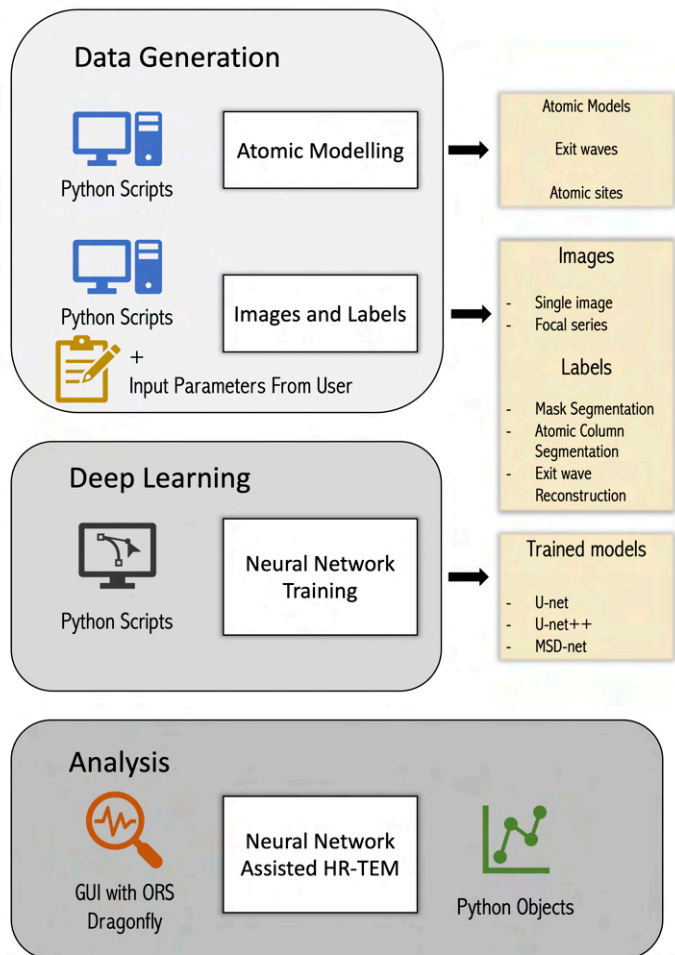 Data Generation
Python Scripts
Atomic Modelling
Atomic Models
Exit waves
Atomic sites
Python Scripts
+
Input Parameters From User
Images and Labels
Images
- Single image
- Focal series
Labels
- Mask Segmentation
- Atomic Column
Segmentation
- Exit wave
Reconstruction
Deep Learning
Python Scripts
Neural Network
Training
Trained models
- U-net
- U-net++
- MSD-net
Analysis
GUI with ORS
Dragonfly
Neural Network
Assisted HR-TEM
Python Objects